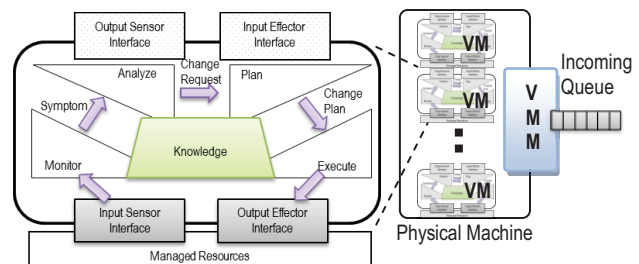 Output Sensor
Interface
Input Effector
Interface
Analyze
Change
Request
Plan
Symptom
Change
Plan
Knowledge
Monitor
Execute
Input Sensor
Interface
Output Effector
Interface
Managed Resources
VM
VM
VM
V
M
M
Incoming
Queue
Physical Machine